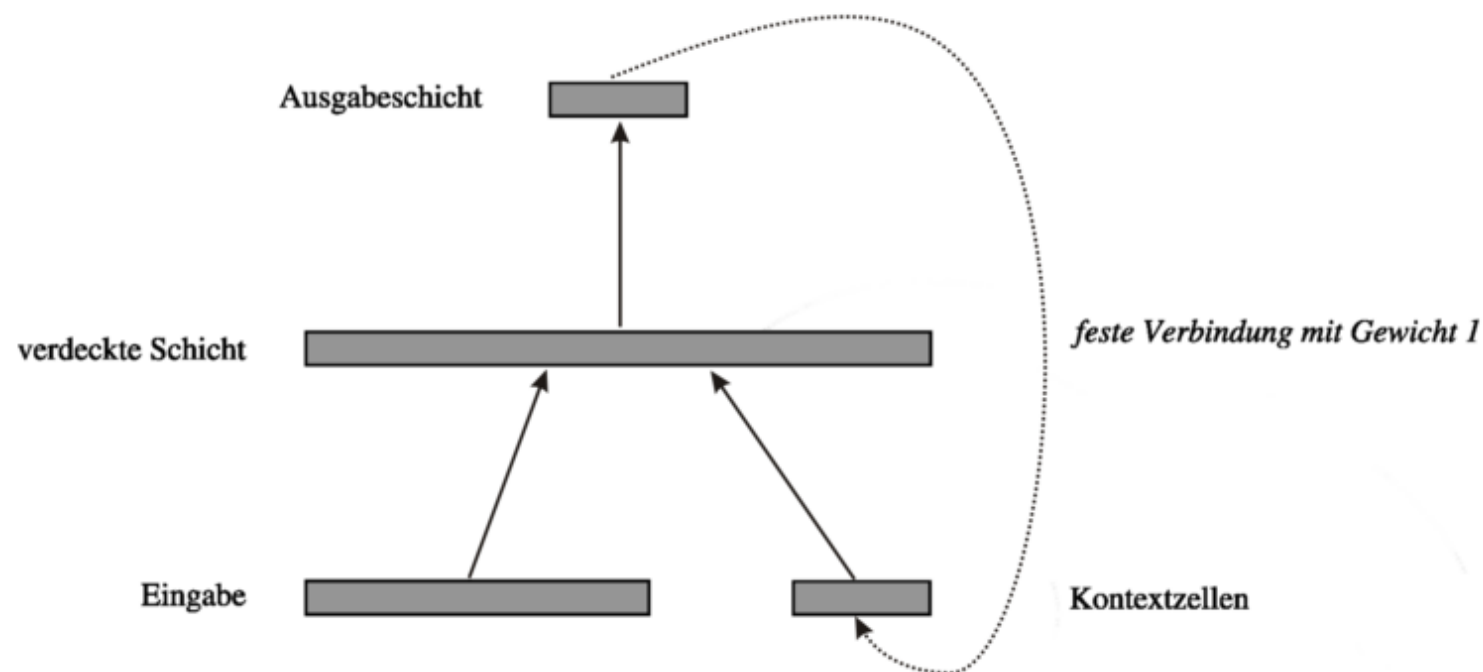 Ausgabeschicht
verdeckte Schicht
feste Verbindung mit Gewicht 1
Eingabe
Kontextzellen